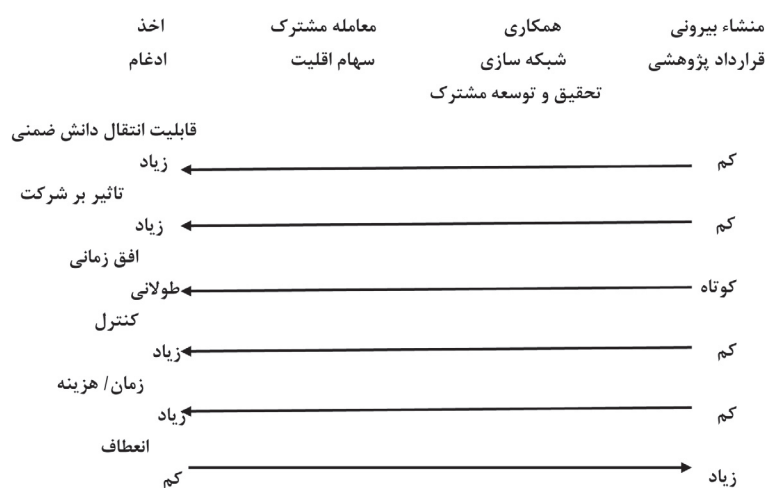 منشاء بیرونی همکاری معامله مشترک اخذ
قرارداد پژوهشی شبکه سازی سهام اقلیت ادغام
تحقیق و توسعه مشترک
قابلیت انتقال دانش ضمنی
کم زیاد
تاثیر بر شرکت
کم زیاد
افق زمانی
کوتاه طولانی
کنترل
کم زیاد
زمان/ هزینه
کم زیاد
انعطاف
زیاد کم